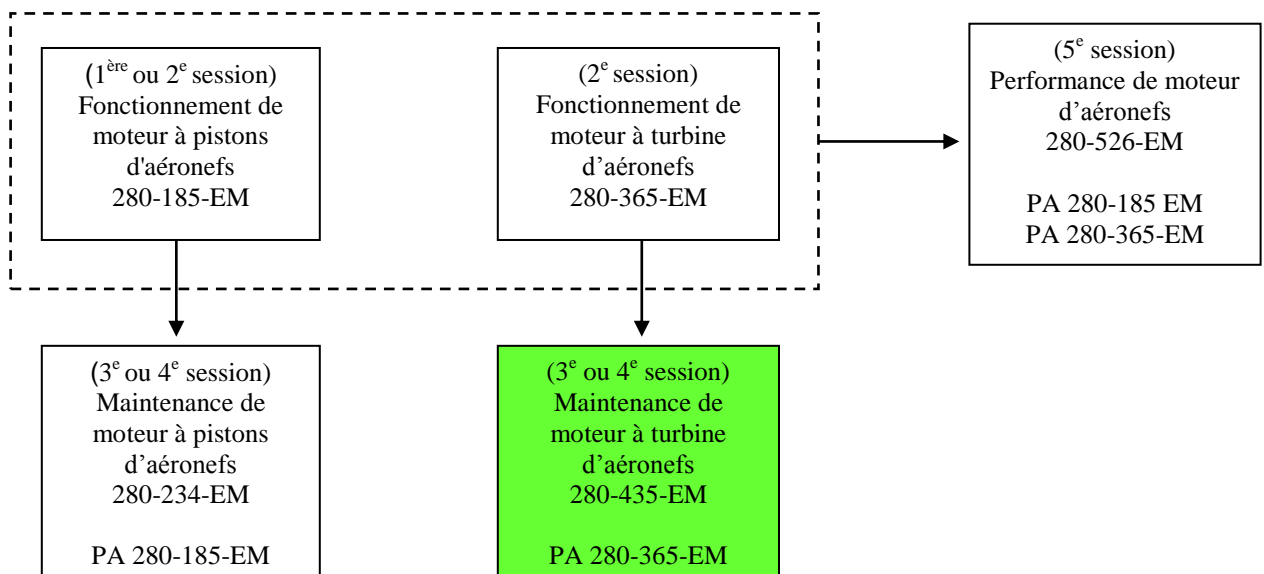 (1ère ou 2e session)
Fonctionnement de
moteur à pistons
d'aéronefs
280-185-EM
(2e session)
Fonctionnement de
moteur à turbine
d’aéronefs
280-365-EM
(5e session)
Performance de moteur
d’aéronefs
280-526-EM
PA 280-185 EM
PA 280-365-EM
(3e ou 4e session)
Maintenance de
moteur à pistons
d’aéronefs
280-234-EM
PA 280-185-EM
(3e ou 4e session)
Maintenance de
moteur à turbine
d’aéronefs
280-435-EM
PA 280-365-EM